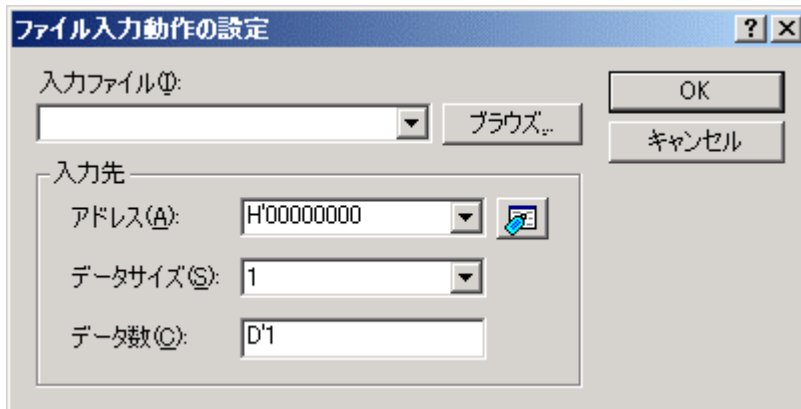 ファイル入力動作の設定
入力ファイル(I):
ブラウズ...
OK
キャンセル
入力先
アドレス(A):
H'00000000
データサイズ(S):
1
データ数(C):
D'1